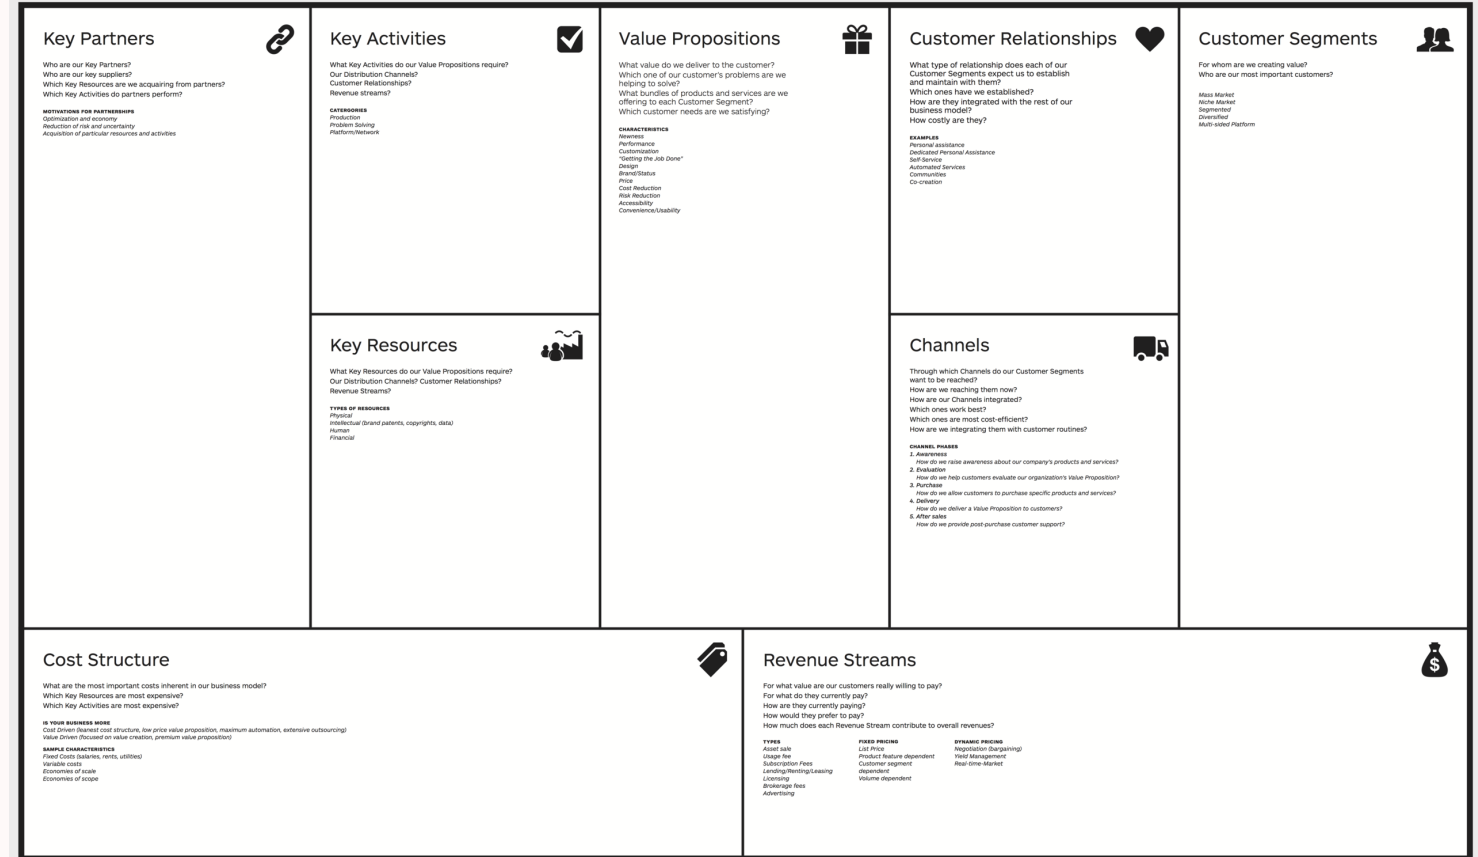 Key Partners
Who are our Key Partners?
Who are our key suppliers?
Which Key Resources are we acquairing from partners?
Which Key Activities do partners perform?
MOTIVATIONS FOR PARTNERSHIPS
Optimization and economy
Reduction of risk and uncertainty
Acquisition of particular resources and activities
Key Activities
What Key Activities do our Value Propositions require?
Our Distribution Channels?
Customer Relationships?
Revenue streams?
CATERGORIES
Production
Problem Solving
Platform/Network
Key Resources
What Key Resources do our Value Propositions require?
Our Distribution Channels? Customer Relationships?
Revenue Streams?
TYPES OF RESOURCES
Physical
Intellectual (brand patents, copyrights, data)
Human
Financial
Value Propositions
What value do we deliver to the customer?
Which one of our customer's problems are we
helping to solve?
What bundles of products and services are we
offering to each Customer Segment?
Which customer needs are we satisfying?
CHARACTERISTICS
Newness
Performance
Customization
"Getting the Job Done"
Design
Brand/Status
Price
Cost Reduction
Risk Reduction
Accessibility
Convenience/Usability
Customer Relationships
What type of relationship does each of our
Customer Segments expect us to establish
and maintain with them?
Which ones have we established?
How are they integrated with the rest of our
business model?
How costly are they?
EXAMPLES
Personal assistance
Dedicated Personal Assistance
Self-Service
Automated Services
Communities
Co-creation
Channels
Through which Channels do our Customer Segments
want to be reached?
How are we reaching them now?
How are our Channels integrated?
Which ones work best?
Which ones are most cost-efficient?
How are we integrating them with customer routines?
CHANNEL PHASES
1. Awareness
How do we raise awareness about our company's products and services?
2. Evaluation
How do we help customers evaluate our organization's Value Proposition?
3. Purchase
How do we allow customers to purchase specific products and services?
4. Delivery
How do we deliver a Value Proposition to customers?
5. After sales
How do we provide post-purchase customer support?
Customer Segments
For whom are we creating value?
Who are our most important customers?
Mass Market
Niche Market
Segmented
Diversified
Multi-sided Platform
Cost Structure
What are the most important costs inherent in our business model?
Which Key Resources are most expensive?
Which Key Activities are most expensive?
IS YOUR BUSINESS MORE
Cost Driven (leanest cost structure, low price value proposition, maximum automation, extensive outsourcing)
Value Driven (focused on value creation, premium value proposition)
SAMPLE CHARACTERISTICS
Fixed Costs (salaries, rents, utilities)
Variable costs
Economies of scale
Economies of scope
Revenue Streams
For what value are our customers really willing to pay?
For what do they currently pay?
How are they currently paying?
How would they prefer to pay?
How much does each Revenue Stream contribute to overall revenues?
TYPES
Asset sale
Usage fee
Subscription Fees
Lending/Renting/Leasing
Licensing
Brokerage fees
Advertising
FIXED PRICING
List Price
Product feature dependent
Customer segment
dependent
Volume dependent
DYNAMIC PRICING
Negotiation (bargaining)
Yield Management
Real-time-Market
$